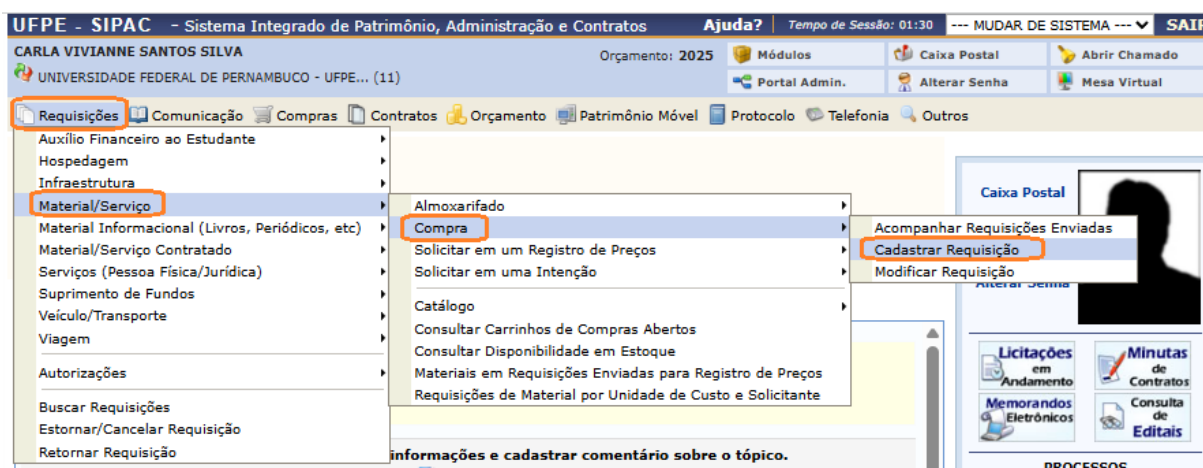 UFPE - SIPAC - Sistema Integrado de Patrimônio, Administração e Contratos Ajuda? Tempo de Sessão: 01:30 --- MUDAR DE SISTEMA --- SAIR
CARLA VIVIANNE SANTOS SILVA Orçamento: 2025 Módulos Caixa Postal Abrir Chamado
UNIVERSIDADE FEDERAL DE PERNAMBUCO - UFPE... (11) Portal Admin. Alterar Senha Mesa Virtual
Requisições Comunicação Compras Contratos Orçamento Patrimônio Móvel Protocolo Telefonia Outros
Auxílio Financeiro ao Estudante
Hospedagem
Infraestrutura
Material/Serviço
Material Informacional (Livros, Periódicos, etc)
Material/Serviço Contratado
Serviços (Pessoa Física/Jurídica)
Suprimento de Fundos
Veículo/Transporte
Viagem
Autorizações
Buscar Requisições
Estornar/Cancelar Requisição
Retornar Requisição
Almoxarifado
Compra
Solicitar em um Registro de Preços
Solicitar em uma Intenção
Catálogo
Consultar Carrinhos de Compras Abertos
Consultar Disponibilidade em Estoque
Materiais em Requisições Enviadas para Registro de Preços
Requisições de Material por Unidade de Custo e Solicitante
Acompanhar Requisições Enviadas
Cadastrar Requisição
Modificar Requisição
Caixa Postal
Alterar Senha
Licitações em Andamento
Minutas de Contratos
Memorandos Eletrônicos
Consulta de Editais
informações e cadastrar comentário sobre o tópico.
PROCESSOS